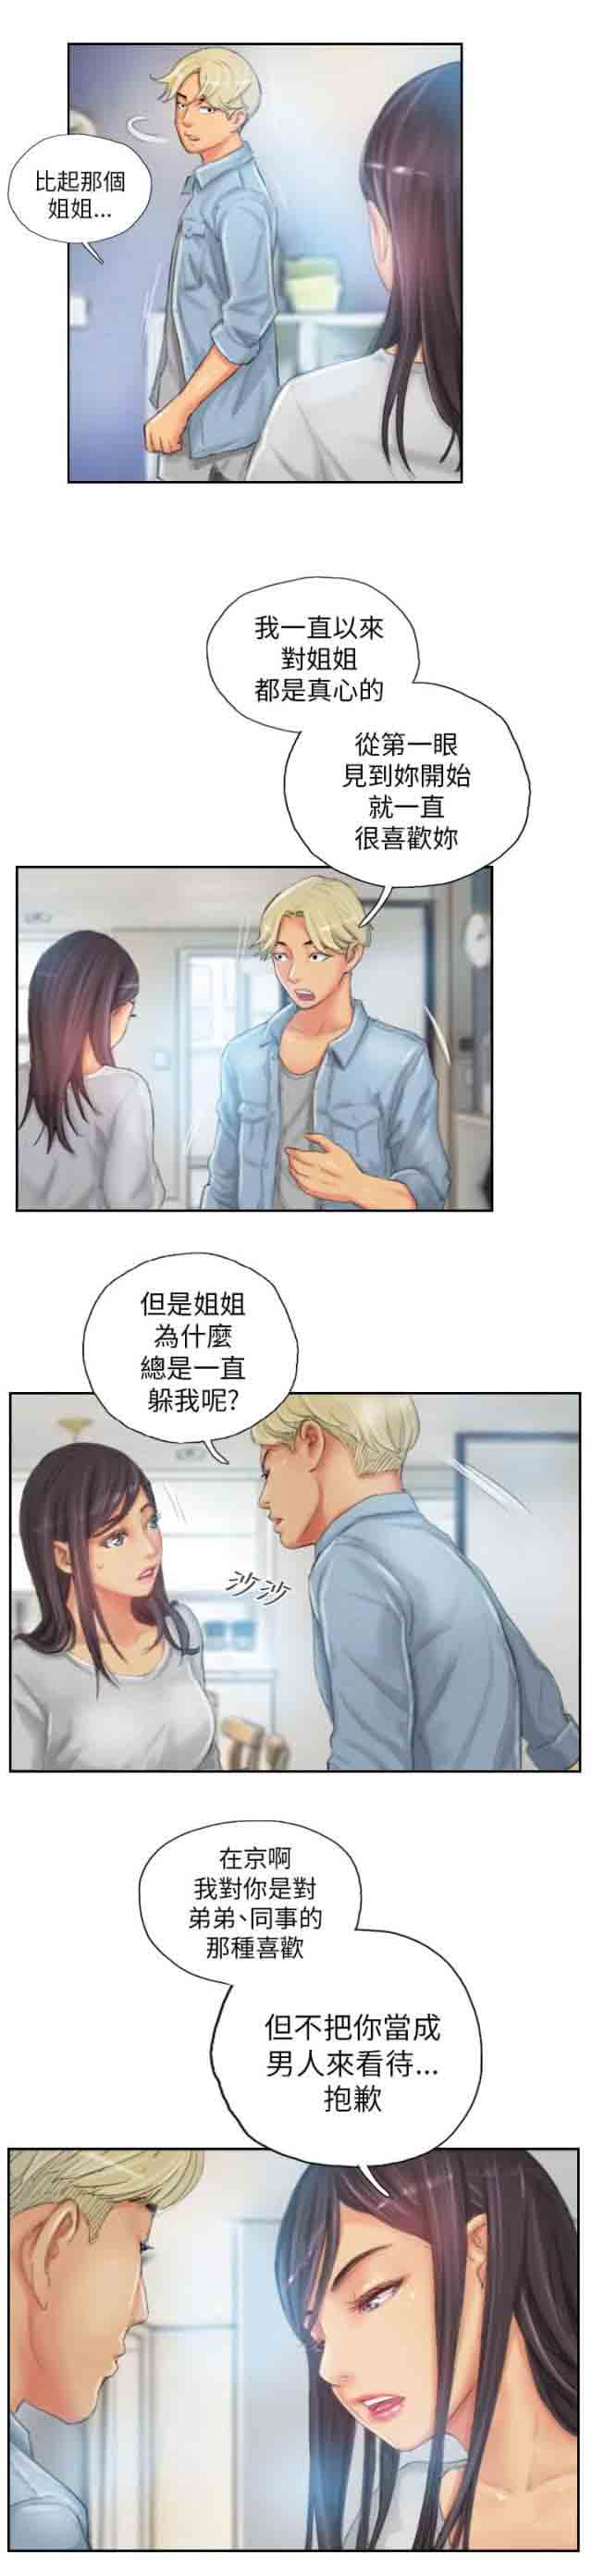 比起那個
姐姐…
我一直以來
對姐姐
都是真心的
從第一眼
見到妳開始
就一直
很喜歡妳
但是姐姐
為什麼
總是一直
躲我呢?
沙沙
在京啊
我對你是對
弟弟、同事的
那種喜歡
但不把你當成
男人來看待…
抱歉